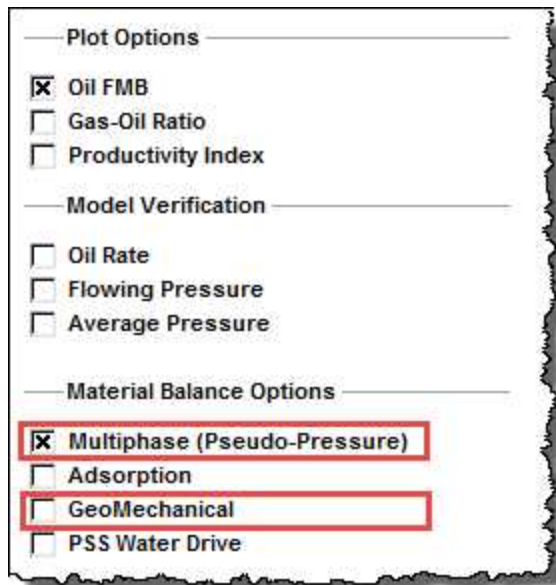 Plot Options
Oil FMB
Gas-Oil Ratio
Productivity Index
Model Verification
Oil Rate
Flowing Pressure
Average Pressure
Material Balance Options
Multiphase (Pseudo-Pressure)
Adsorption
GeoMechanical
PSS Water Drive